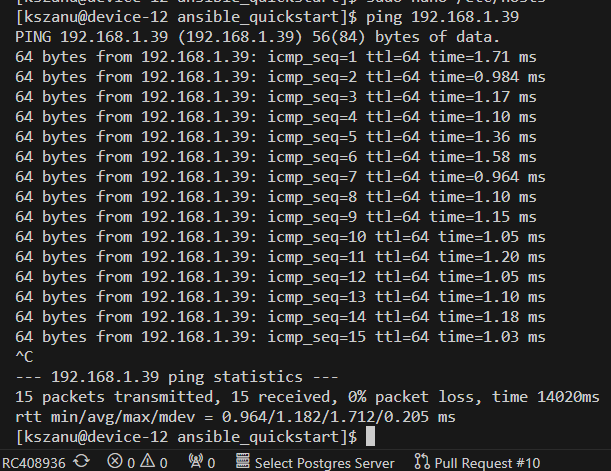 [kszanu@device-12 ansible_quickstart]$ sudo nano /etc/hosts
[kszanu@device-12 ansible_quickstart]$ ping 192.168.1.39
PING 192.168.1.39 (192.168.1.39) 56(84) bytes of data.
64 bytes from 192.168.1.39: icmp_seq=1 ttl=64 time=1.71 ms
64 bytes from 192.168.1.39: icmp_seq=2 ttl=64 time=0.984 ms
64 bytes from 192.168.1.39: icmp_seq=3 ttl=64 time=1.17 ms
64 bytes from 192.168.1.39: icmp_seq=4 ttl=64 time=1.10 ms
64 bytes from 192.168.1.39: icmp_seq=5 ttl=64 time=1.36 ms
64 bytes from 192.168.1.39: icmp_seq=6 ttl=64 time=1.58 ms
64 bytes from 192.168.1.39: icmp_seq=7 ttl=64 time=0.964 ms
64 bytes from 192.168.1.39: icmp_seq=8 ttl=64 time=1.10 ms
64 bytes from 192.168.1.39: icmp_seq=9 ttl=64 time=1.15 ms
64 bytes from 192.168.1.39: icmp_seq=10 ttl=64 time=1.05 ms
64 bytes from 192.168.1.39: icmp_seq=11 ttl=64 time=1.20 ms
64 bytes from 192.168.1.39: icmp_seq=12 ttl=64 time=1.05 ms
64 bytes from 192.168.1.39: icmp_seq=13 ttl=64 time=1.10 ms
64 bytes from 192.168.1.39: icmp_seq=14 ttl=64 time=1.18 ms
64 bytes from 192.168.1.39: icmp_seq=15 ttl=64 time=1.03 ms
^C
--- 192.168.1.39 ping statistics ---
15 packets transmitted, 15 received, 0% packet loss, time 14020ms
rtt min/avg/max/mdev = 0.964/1.182/1.712/0.205 ms
[kszanu@device-12 ansible_quickstart]$
RC408936 0 0 0 Select Postgres Server Pull Request #10